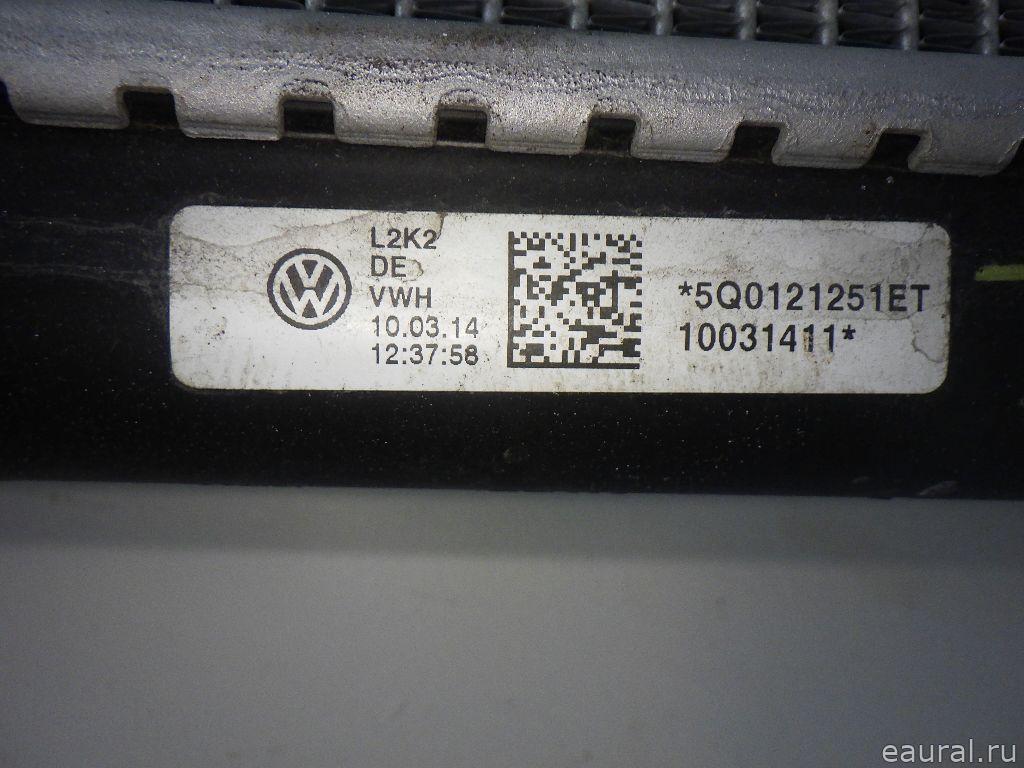 L2K2
DE
VWH
10.03.14
12:37:58
*5Q0121251ET
10031411*
eaural.ru